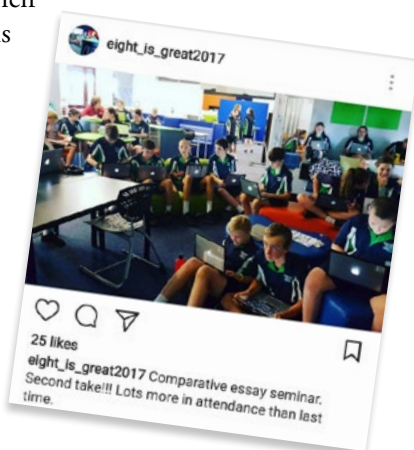 eight_is_great2017
25 likes
eight_is_great2017 Comparative essay seminar.
Second take!!! Lots more in attendance than last
time.